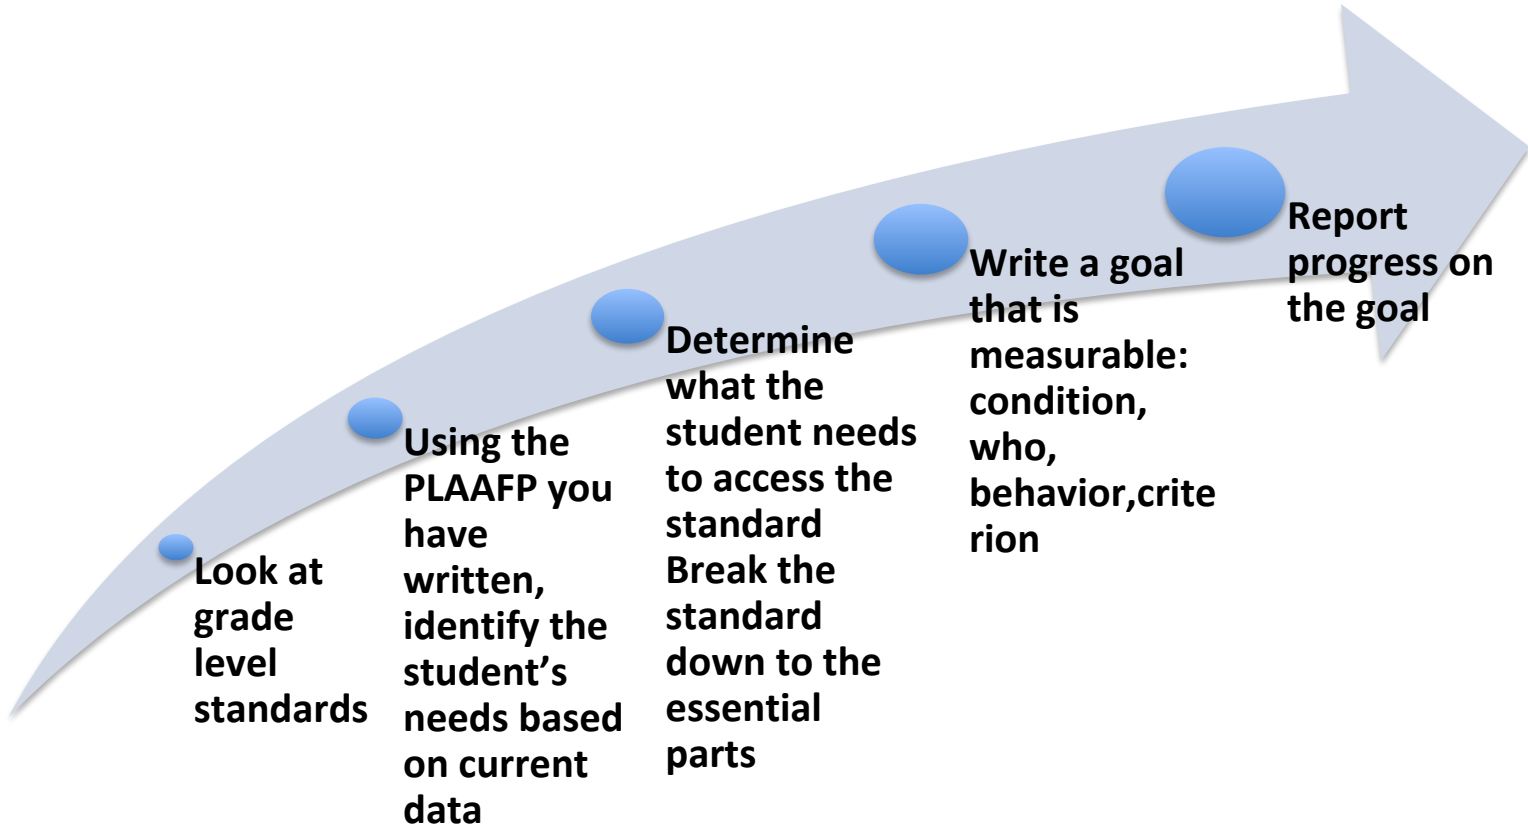 Look at
grade
level
standards
Using the
PLAAFP you
have
written,
identify the
student’s
needs based
on current
data
Determine
what the
student needs
to access the
standard
Break the
standard
down to the
essential
parts
Write a goal
that is
measurable:
condition,
who,
behavior,crite
rion
Report
progress on
the goal